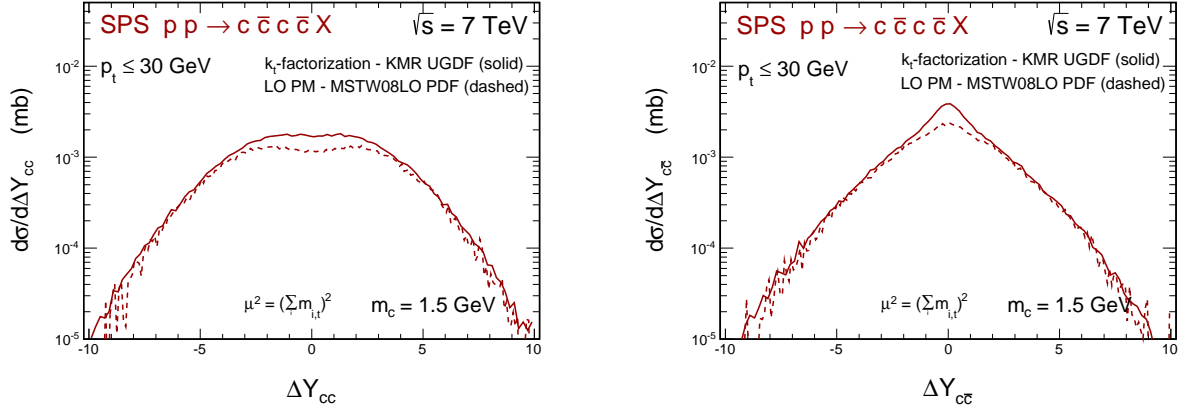 SPS p p → c c̄ c c̄ X √s = 7 TeV
p_t ≤ 30 GeV
k_t-factorization - KMR UGDF (solid)
LO PM - MSTW08LO PDF (dashed)
dσ/dΔY_cc (mb)
10⁻²
10⁻³
10⁻⁴
10⁻⁵
μ² = (∑m_i,t)² m_c = 1.5 GeV
-10 -5 0 5 10
ΔY_cc
SPS p p → c c̄ c c̄ X √s = 7 TeV
p_t ≤ 30 GeV
k_t-factorization - KMR UGDF (solid)
LO PM - MSTW08LO PDF (dashed)
dσ/dΔY_cc̄ (mb)
10⁻²
10⁻³
10⁻⁴
10⁻⁵
μ² = (∑m_i,t)² m_c = 1.5 GeV
-10 -5 0 5 10
ΔY_cc̄